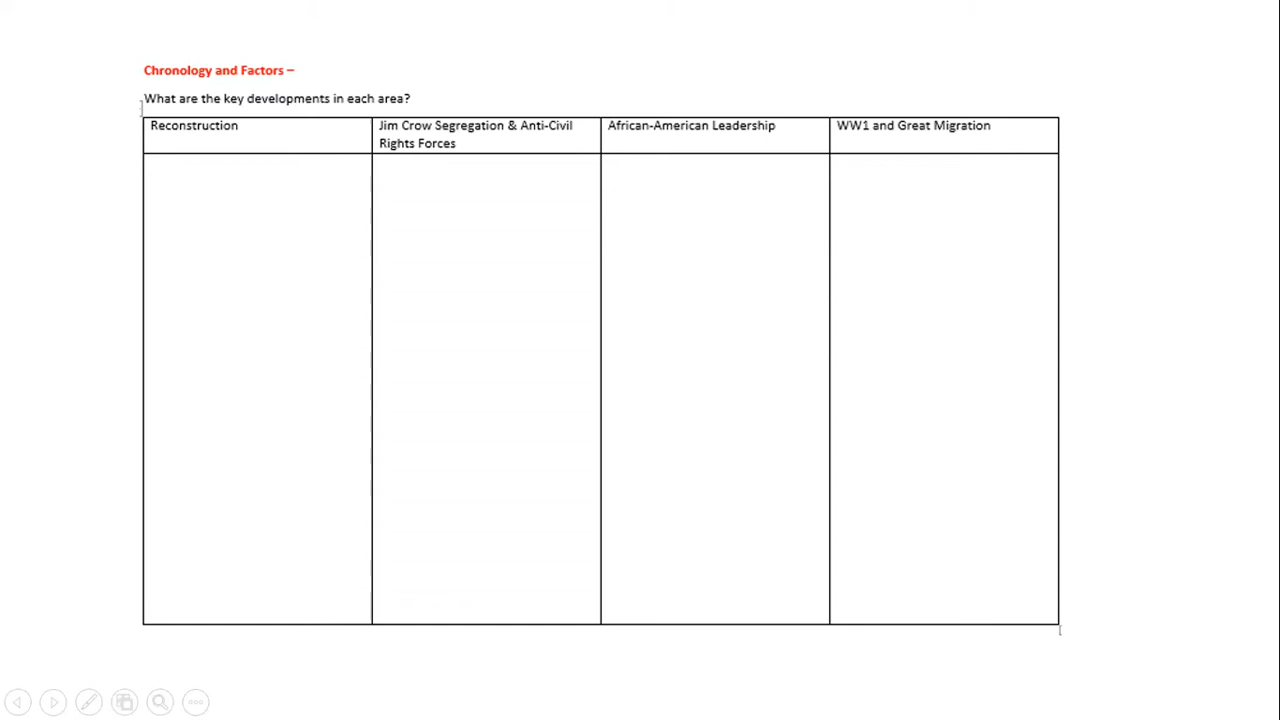 Chronology and Factors –
What are the key developments in each area?
Reconstruction
Jim Crow Segregation & Anti-Civil
Rights Forces
African-American Leadership
WW1 and Great Migration